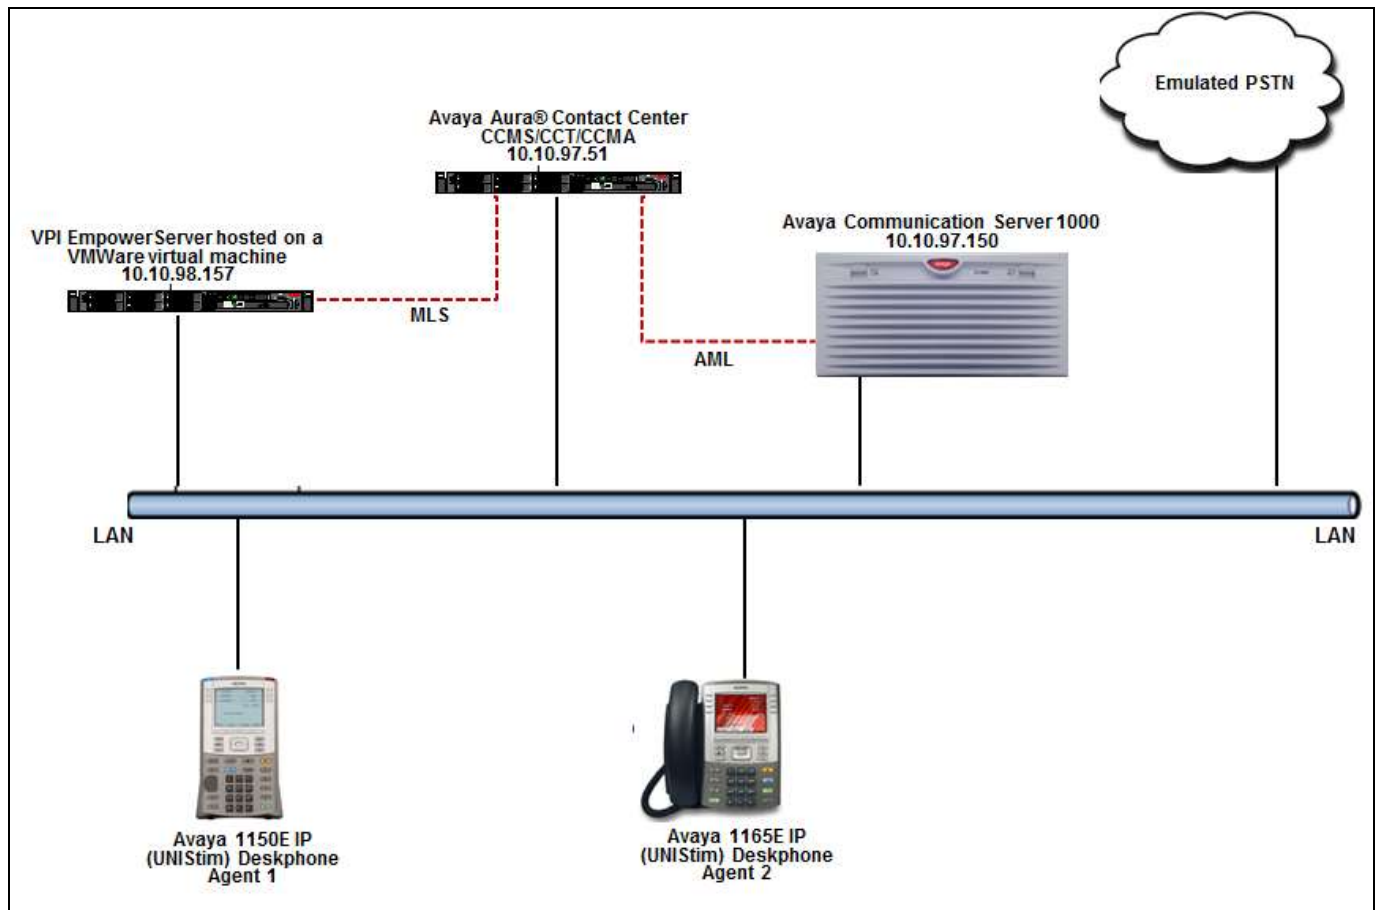 Emulated PSTN
Avaya Aura® Contact Center
CCMS/CCT/CCMA
10.10.97.51
Avaya Communication Server 1000
10.10.97.150
VPI EmpowerServer hosted on a
VMWare virtual machine
10.10.98.157
MLS
AML
LAN
LAN
Avaya 1150E IP
(UNIStim) Deskphone
Agent 1
Avaya 1165E IP
(UNIStim) Deskphone
Agent 2